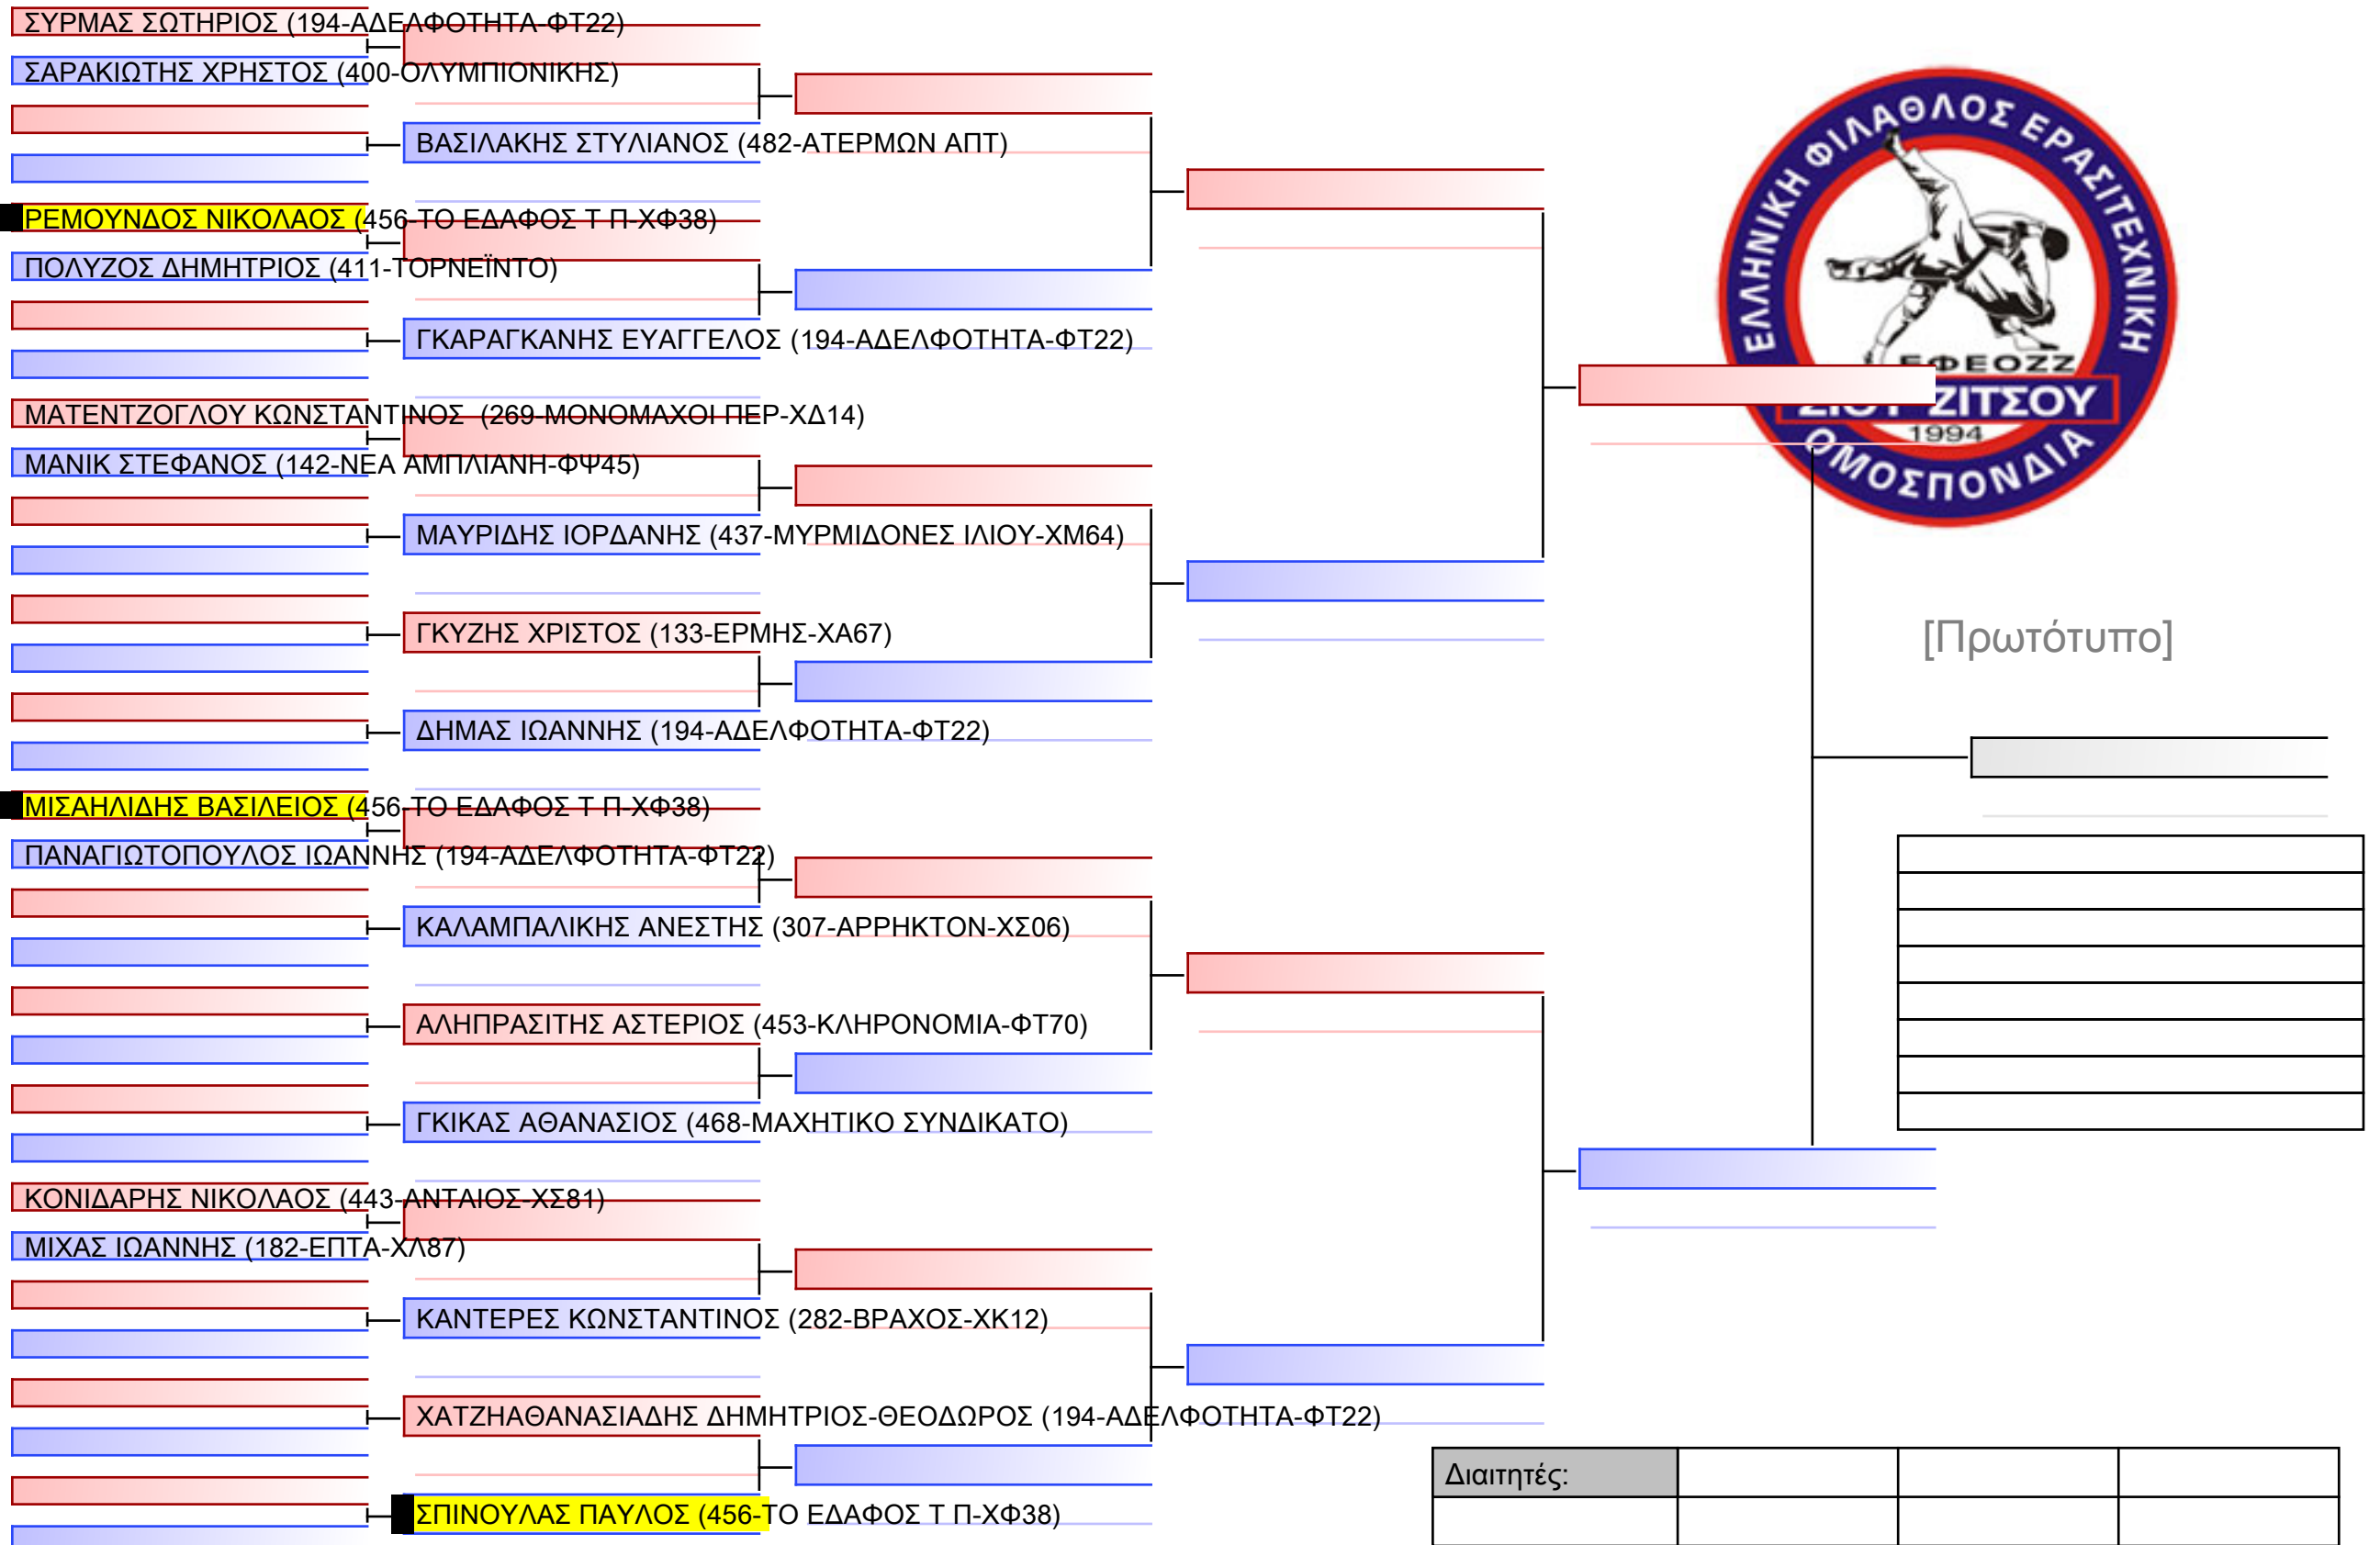 ΣΥΡΜΑΣ ΣΩΤΗΡΙΟΣ (194-ΑΔΕΛΦΟΤΗΤΑ-ΦΤ22)
ΣΑΡΑΚΙΩΤΗΣ ΧΡΗΣΤΟΣ (400-ΟΛΥΜΠΙΟΝΙΚΗΣ)
ΒΑΣΙΛΑΚΗΣ ΣΤΥΛΙΑΝΟΣ (482-ΑΤΕΡΜΩΝ ΑΠΤ)
ΡΕΜΟΥΝΔΟΣ ΝΙΚΟΛΑΟΣ (456-ΤΟ ΕΔΑΦΟΣ Τ Π-ΧΦ38)
ΠΟΛΥΖΟΣ ΔΗΜΗΤΡΙΟΣ (411-ΤΟΡΝΕΪΝΤΟ)
ΓΚΑΡΑΓΚΑΝΗΣ ΕΥΑΓΓΕΛΟΣ (194-ΑΔΕΛΦΟΤΗΤΑ-ΦΤ22)
ΜΑΤΕΝΤΖΟΓΛΟΥ ΚΩΝΣΤΑΝΤΙΝΟΣ (269-ΜΟΝΟΜΑΧΟΙ ΠΕΡ-ΧΔ14)
ΜΑΝΙΚ ΣΤΕΦΑΝΟΣ (142-ΝΕΑ ΑΜΠΛΙΑΝΗ-ΦΨ45)
ΜΑΥΡΙΔΗΣ ΙΟΡΔΑΝΗΣ (437-ΜΥΡΜΙΔΟΝΕΣ ΙΛΙΟΥ-ΧΜ64)
ΓΚΥΖΗΣ ΧΡΙΣΤΟΣ (133-ΕΡΜΗΣ-ΧΑ67)
ΔΗΜΑΣ ΙΩΑΝΝΗΣ (194-ΑΔΕΛΦΟΤΗΤΑ-ΦΤ22)
ΜΙΣΑΗΛΙΔΗΣ ΒΑΣΙΛΕΙΟΣ (456-ΤΟ ΕΔΑΦΟΣ Τ Π-ΧΦ38)
ΠΑΝΑΓΙΩΤΟΠΟΥΛΟΣ ΙΩΑΝΝΗΣ (194-ΑΔΕΛΦΟΤΗΤΑ-ΦΤ22)
ΚΑΛΑΜΠΑΛΙΚΗΣ ΑΝΕΣΤΗΣ (307-ΑΡΡΗΚΤΟΝ-ΧΣ06)
ΑΛΗΠΡΑΣΙΤΗΣ ΑΣΤΕΡΙΟΣ (453-ΚΛΗΡΟΝΟΜΙΑ-ΦΤ70)
ΓΚΙΚΑΣ ΑΘΑΝΑΣΙΟΣ (468-ΜΑΧΗΤΙΚΟ ΣΥΝΔΙΚΑΤΟ)
ΚΟΝΙΔΑΡΗΣ ΝΙΚΟΛΑΟΣ (443-ΑΝΤΑΙΟΣ-ΧΣ81)
ΜΙΧΑΣ ΙΩΑΝΝΗΣ (182-ΕΠΤΑ-ΧΛ87)
ΚΑΝΤΕΡΕΣ ΚΩΝΣΤΑΝΤΙΝΟΣ (282-ΒΡΑΧΟΣ-ΧΚ12)
ΧΑΤΖΗΑΘΑΝΑΣΙΑΔΗΣ ΔΗΜΗΤΡΙΟΣ-ΘΕΟΔΩΡΟΣ (194-ΑΔΕΛΦΟΤΗΤΑ-ΦΤ22)
ΣΠΙΝΟΥΛΑΣ ΠΑΥΛΟΣ (456-ΤΟ ΕΔΑΦΟΣ Τ Π-ΧΦ38)
ΕΛΛΗΝΙΚΗ ΦΙΛΑΘΛΟΣ ΕΡΑΣΙΤΕΧΝΙΚΗ
ΕΦΕΟΖΖ
ΖΙΤΣΟΥ
1994
ΟΜΟΣΠΟΝΔΙΑ
[Πρωτότυπο]
Διαιτητές: